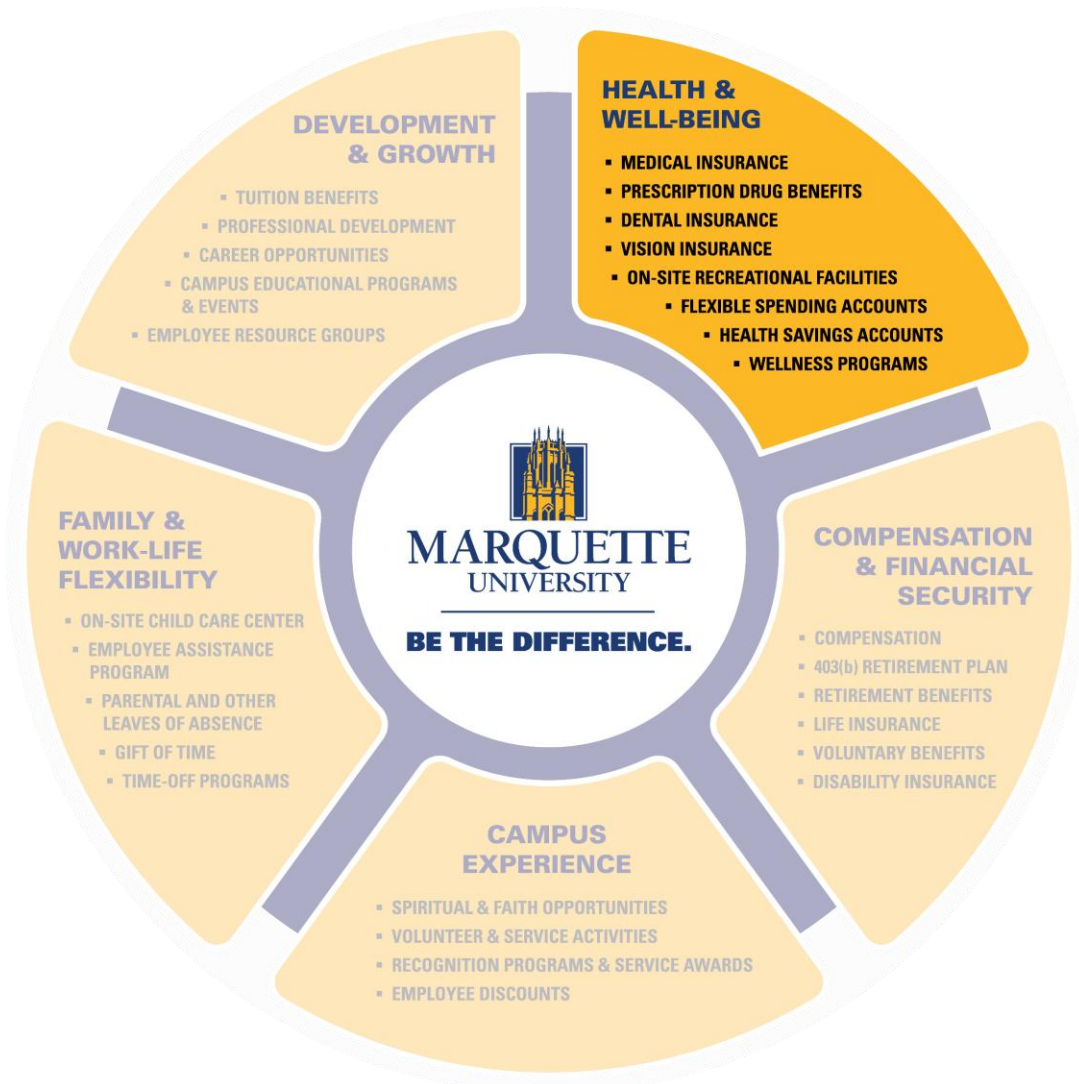 DEVELOPMENT
& GROWTH
▪ TUITION BENEFITS
▪ PROFESSIONAL DEVELOPMENT
▪ CAREER OPPORTUNITIES
▪ CAMPUS EDUCATIONAL PROGRAMS
& EVENTS
▪ EMPLOYEE RESOURCE GROUPS
HEALTH &
WELL-BEING
▪ MEDICAL INSURANCE
▪ PRESCRIPTION DRUG BENEFITS
▪ DENTAL INSURANCE
▪ VISION INSURANCE
▪ ON-SITE RECREATIONAL FACILITIES
▪ FLEXIBLE SPENDING ACCOUNTS
▪ HEALTH SAVINGS ACCOUNTS
▪ WELLNESS PROGRAMS
FAMILY &
WORK-LIFE
FLEXIBILITY
▪ ON-SITE CHILD CARE CENTER
▪ EMPLOYEE ASSISTANCE
PROGRAM
▪ PARENTAL AND OTHER
LEAVES OF ABSENCE
▪ GIFT OF TIME
▪ TIME-OFF PROGRAMS
MARQUETTE
UNIVERSITY
BE THE DIFFERENCE.
COMPENSATION
& FINANCIAL
SECURITY
▪ COMPENSATION
▪ 403(b) RETIREMENT PLAN
▪ RETIREMENT BENEFITS
▪ LIFE INSURANCE
▪ VOLUNTARY BENEFITS
▪ DISABILITY INSURANCE
CAMPUS
EXPERIENCE
▪ SPIRITUAL & FAITH OPPORTUNITIES
▪ VOLUNTEER & SERVICE ACTIVITIES
▪ RECOGNITION PROGRAMS & SERVICE AWARDS
▪ EMPLOYEE DISCOUNTS